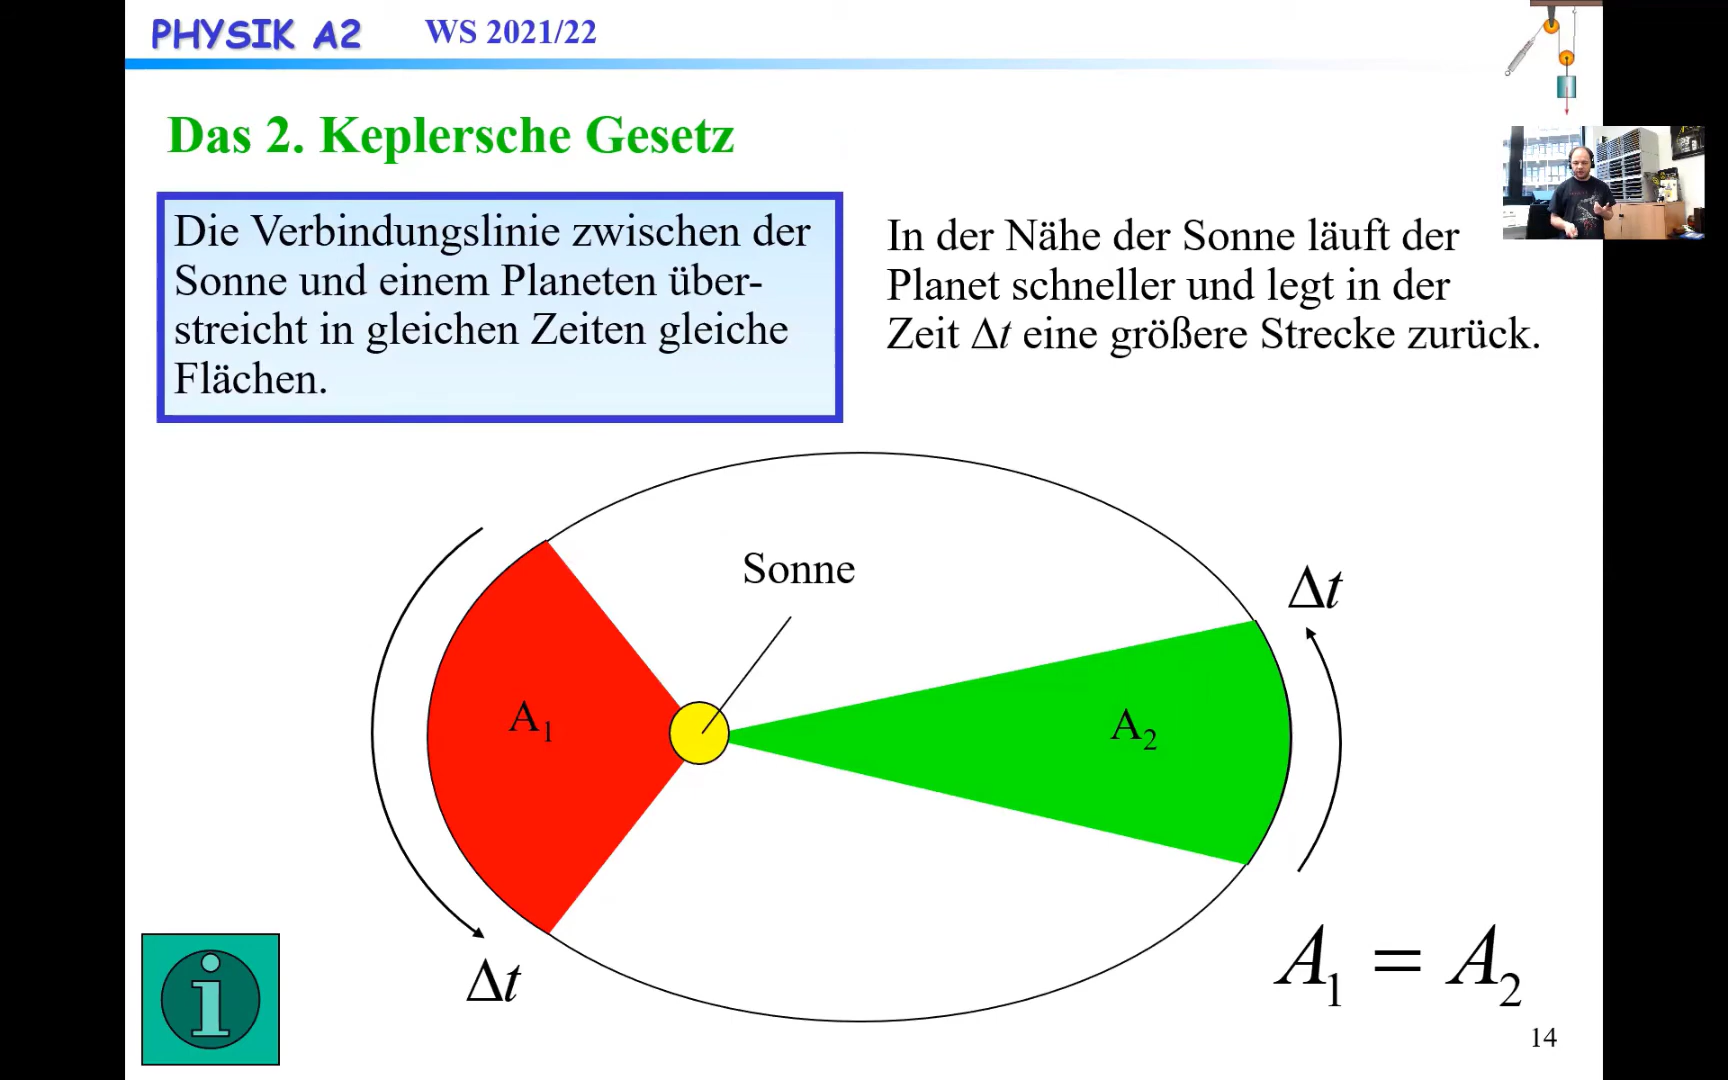 PHYSIK A2 WS 2021/22
Das 2. Keplersche Gesetz
Die Verbindungslinie zwischen der
Sonne und einem Planeten über-
streicht in gleichen Zeiten gleiche
Flächen.
In der Nähe der Sonne läuft der
Planet schneller und legt in der
Zeit Δt eine größere Strecke zurück.
Sonne
Δt
A₁
A₂
Δt
A₁ = A₂
i
14